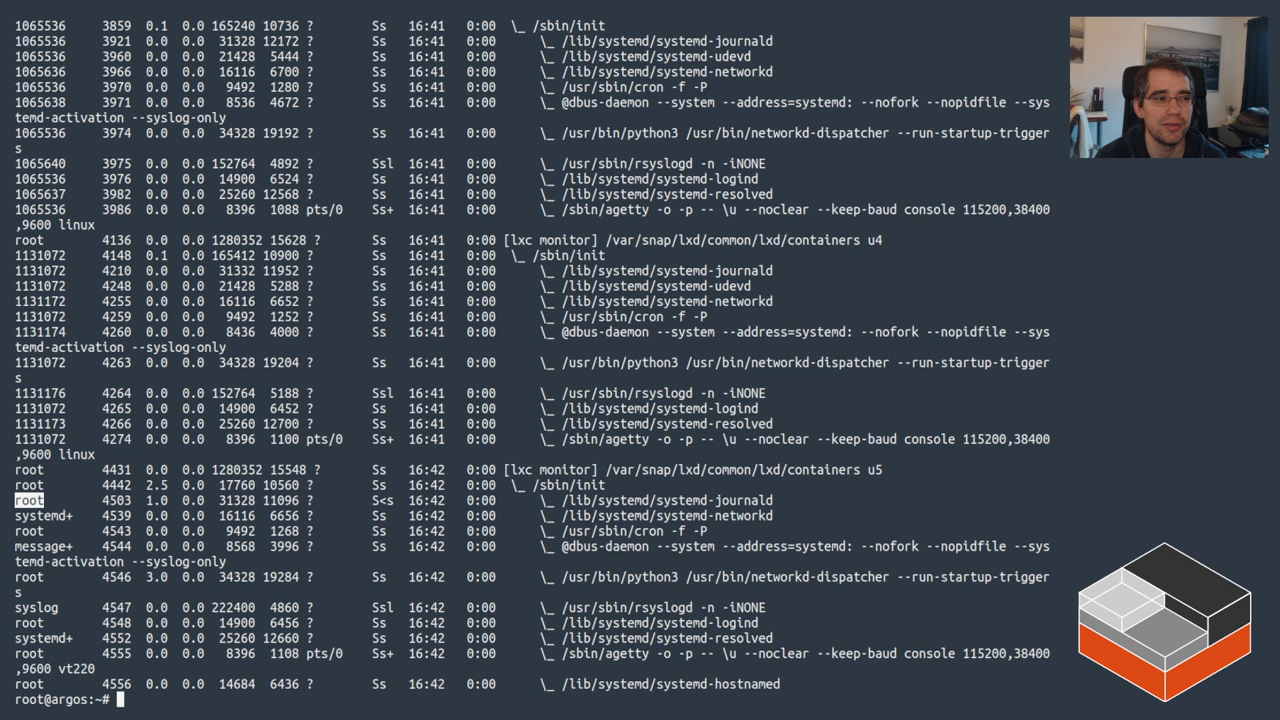 1065536 3859 0.1 0.0 165240 10736 ? Ss 16:41 0:00 \_ /sbin/init
1065536 3921 0.0 0.0 31328 12172 ? Ss 16:41 0:00 \_ /lib/systemd/systemd-journald
1065536 3960 0.0 0.0 21428 5444 ? Ss 16:41 0:00 \_ /lib/systemd/systemd-udevd
1065636 3966 0.0 0.0 16116 6700 ? Ss 16:41 0:00 \_ /lib/systemd/systemd-networkd
1065536 3970 0.0 0.0 9492 1280 ? Ss 16:41 0:00 \_ /usr/sbin/cron -f -P
1065638 3971 0.0 0.0 8536 4672 ? Ss 16:41 0:00 \_ @dbus-daemon --system --address=systemd: --nofork --nopidfile --sys
temd-activation --syslog-only
1065536 3974 0.0 0.0 34328 19192 ? Ss 16:41 0:00 \_ /usr/bin/python3 /usr/bin/networkd-dispatcher --run-startup-trigger
s
1065640 3975 0.0 0.0 152764 4892 ? Ssl 16:41 0:00 \_ /usr/sbin/rsyslogd -n -iNONE
1065536 3976 0.0 0.0 14900 6524 ? Ss 16:41 0:00 \_ /lib/systemd/systemd-logind
1065637 3982 0.0 0.0 25260 12568 ? Ss 16:41 0:00 \_ /lib/systemd/systemd-resolved
1065536 3986 0.0 0.0 8396 1088 pts/0 Ss+ 16:41 0:00 \_ /sbin/agetty -o -p -- \u --noclear --keep-baud console 115200,38400
,9600 linux
root 4136 0.0 0.0 1280352 15628 ? Ss 16:41 0:00 [lxc monitor] /var/snap/lxd/common/lxd/containers u4
1131072 4148 0.1 0.0 165412 10900 ? Ss 16:41 0:00 \_ /sbin/init
1131072 4210 0.0 0.0 31332 11952 ? Ss 16:41 0:00 \_ /lib/systemd/systemd-journald
1131072 4248 0.0 0.0 21428 5288 ? Ss 16:41 0:00 \_ /lib/systemd/systemd-udevd
1131172 4255 0.0 0.0 16116 6652 ? Ss 16:41 0:00 \_ /lib/systemd/systemd-networkd
1131072 4259 0.0 0.0 9492 1252 ? Ss 16:41 0:00 \_ /usr/sbin/cron -f -P
1131174 4260 0.0 0.0 8436 4000 ? Ss 16:41 0:00 \_ @dbus-daemon --system --address=systemd: --nofork --nopidfile --sys
temd-activation --syslog-only
1131072 4263 0.0 0.0 34328 19204 ? Ss 16:41 0:00 \_ /usr/bin/python3 /usr/bin/networkd-dispatcher --run-startup-trigger
s
1131176 4264 0.0 0.0 152764 5188 ? Ssl 16:41 0:00 \_ /usr/sbin/rsyslogd -n -iNONE
1131072 4265 0.0 0.0 14900 6452 ? Ss 16:41 0:00 \_ /lib/systemd/systemd-logind
1131173 4266 0.0 0.0 25260 12700 ? Ss 16:41 0:00 \_ /lib/systemd/systemd-resolved
1131072 4274 0.0 0.0 8396 1100 pts/0 Ss+ 16:41 0:00 \_ /sbin/agetty -o -p -- \u --noclear --keep-baud console 115200,38400
,9600 linux
root 4431 0.0 0.0 1280352 15548 ? Ss 16:42 0:00 [lxc monitor] /var/snap/lxd/common/lxd/containers u5
root 4442 2.5 0.0 17760 10560 ? Ss 16:42 0:00 \_ /sbin/init
root 4503 1.0 0.0 31328 11096 ? S<s 16:42 0:00 \_ /lib/systemd/systemd-journald
systemd+ 4539 0.0 0.0 16116 6656 ? Ss 16:42 0:00 \_ /lib/systemd/systemd-networkd
root 4543 0.0 0.0 9492 1268 ? Ss 16:42 0:00 \_ /usr/sbin/cron -f -P
message+ 4544 0.0 0.0 8568 3996 ? Ss 16:42 0:00 \_ @dbus-daemon --system --address=systemd: --nofork --nopidfile --sys
temd-activation --syslog-only
root 4546 3.0 0.0 34328 19284 ? Ss 16:42 0:00 \_ /usr/bin/python3 /usr/bin/networkd-dispatcher --run-startup-trigger
s
syslog 4547 0.0 0.0 222400 4860 ? Ssl 16:42 0:00 \_ /usr/sbin/rsyslogd -n -iNONE
root 4548 0.0 0.0 14900 6456 ? Ss 16:42 0:00 \_ /lib/systemd/systemd-logind
systemd+ 4552 0.0 0.0 25260 12660 ? Ss 16:42 0:00 \_ /lib/systemd/systemd-resolved
root 4555 0.0 0.0 8396 1108 pts/0 Ss+ 16:42 0:00 \_ /sbin/agetty -o -p -- \u --noclear --keep-baud console 115200,38400
,9600 vt220
root 4556 0.0 0.0 14684 6436 ? Ss 16:42 0:00 \_ /lib/systemd/systemd-hostnamed
root@argos:~#